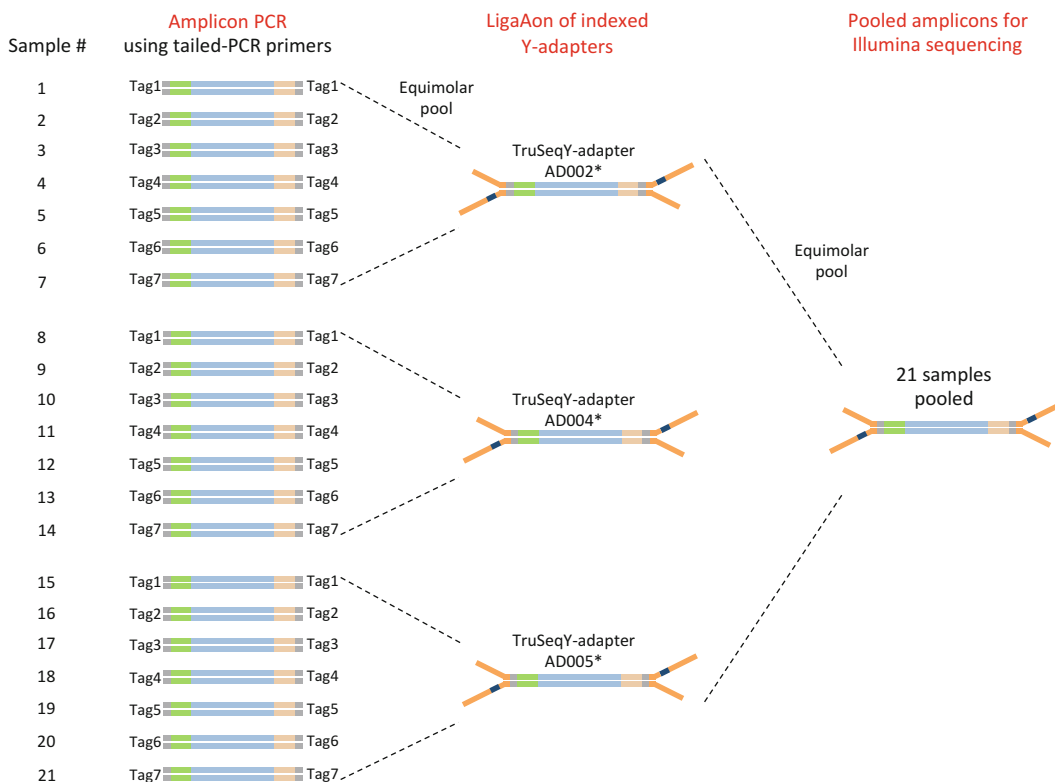 Amplicon PCR
using tailed-PCR primers
LigaAon of indexed
Y-adapters
Pooled amplicons for
Illumina sequencing
Sample #
1 Tag1 Tag1
2 Tag2 Tag2
3 Tag3 Tag3
4 Tag4 Tag4
5 Tag5 Tag5
6 Tag6 Tag6
7 Tag7 Tag7
Equimolar
pool
TruSeqY-adapter
AD002*
Equimolar
pool
8 Tag1 Tag1
9 Tag2 Tag2
10 Tag3 Tag3
11 Tag4 Tag4
12 Tag5 Tag5
13 Tag6 Tag6
14 Tag7 Tag7
TruSeqY-adapter
AD004*
21 samples
pooled
15 Tag1 Tag1
16 Tag2 Tag2
17 Tag3 Tag3
18 Tag4 Tag4
19 Tag5 Tag5
20 Tag6 Tag6
21 Tag7 Tag7
TruSeqY-adapter
AD005*